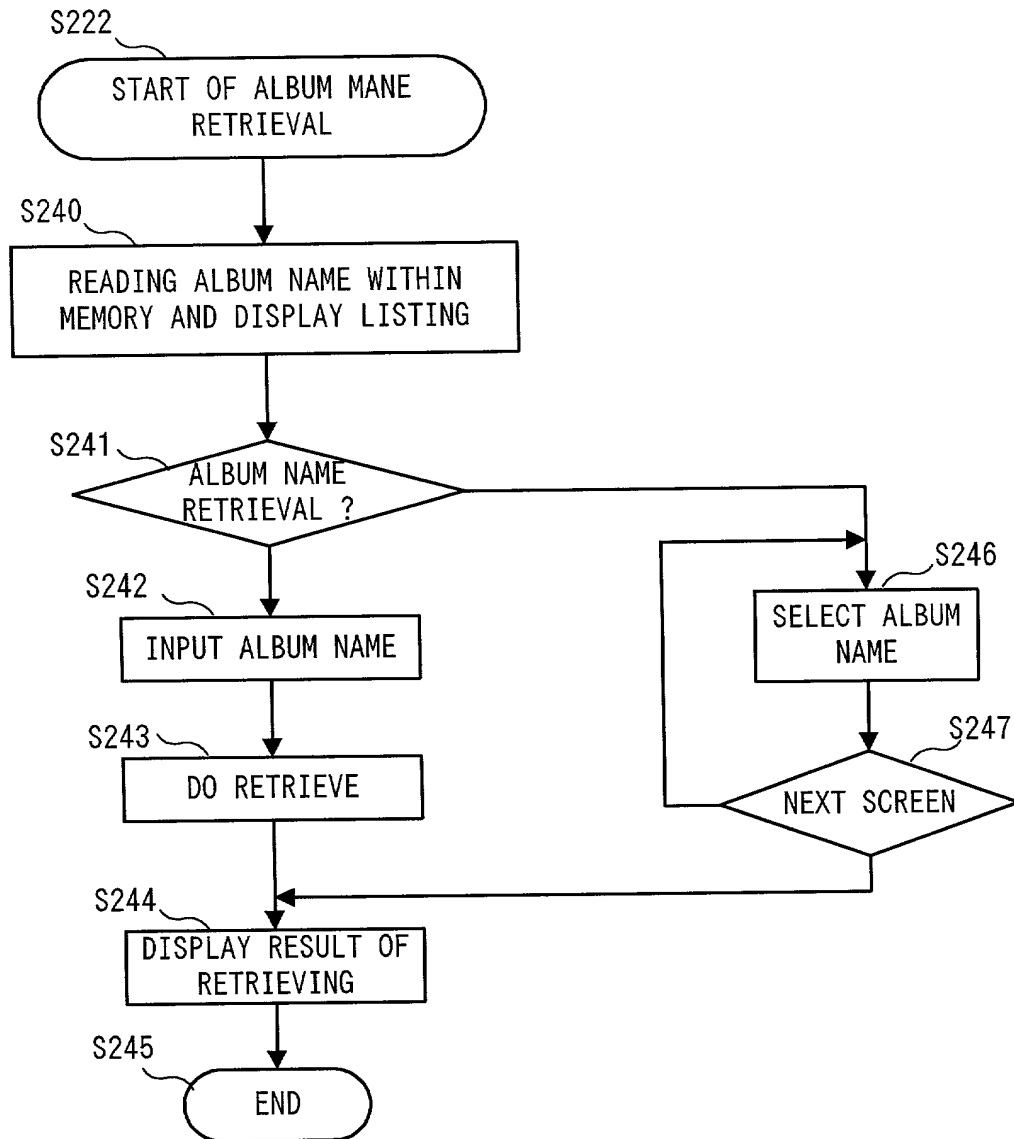 S222
START OF ALBUM MANE
RETRIEVAL
S240
READING ALBUM NAME WITHIN
MEMORY AND DISPLAY LISTING
S241
ALBUM NAME
RETRIEVAL ?
S242
INPUT ALBUM NAME
S243
DO RETRIEVE
S246
SELECT ALBUM
NAME
S247
NEXT SCREEN
S244
DISPLAY RESULT OF
RETRIEVING
S245
END